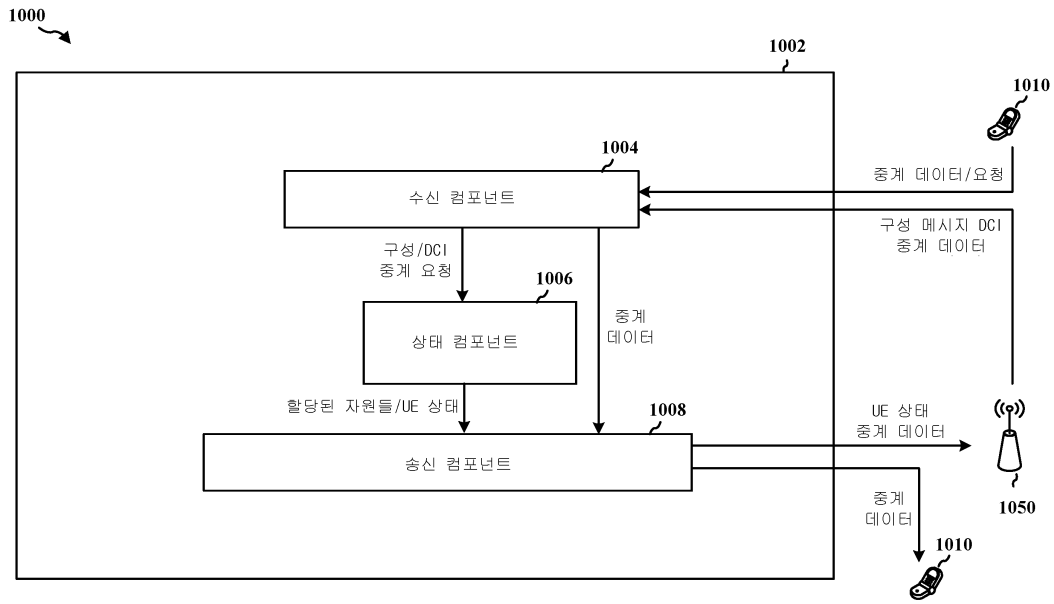 1000
1002
1010
1004
중계 데이터/요청
수신 컴포넌트
구성 메시지 DCI
중계 데이터
구성/DCI
중계 요청
1006
중계
데이터
상태 컴포넌트
할당된 자원들/UE 상태
1008
UE 상태
중계 데이터
송신 컴포넌트
1050
중계
데이터
1010